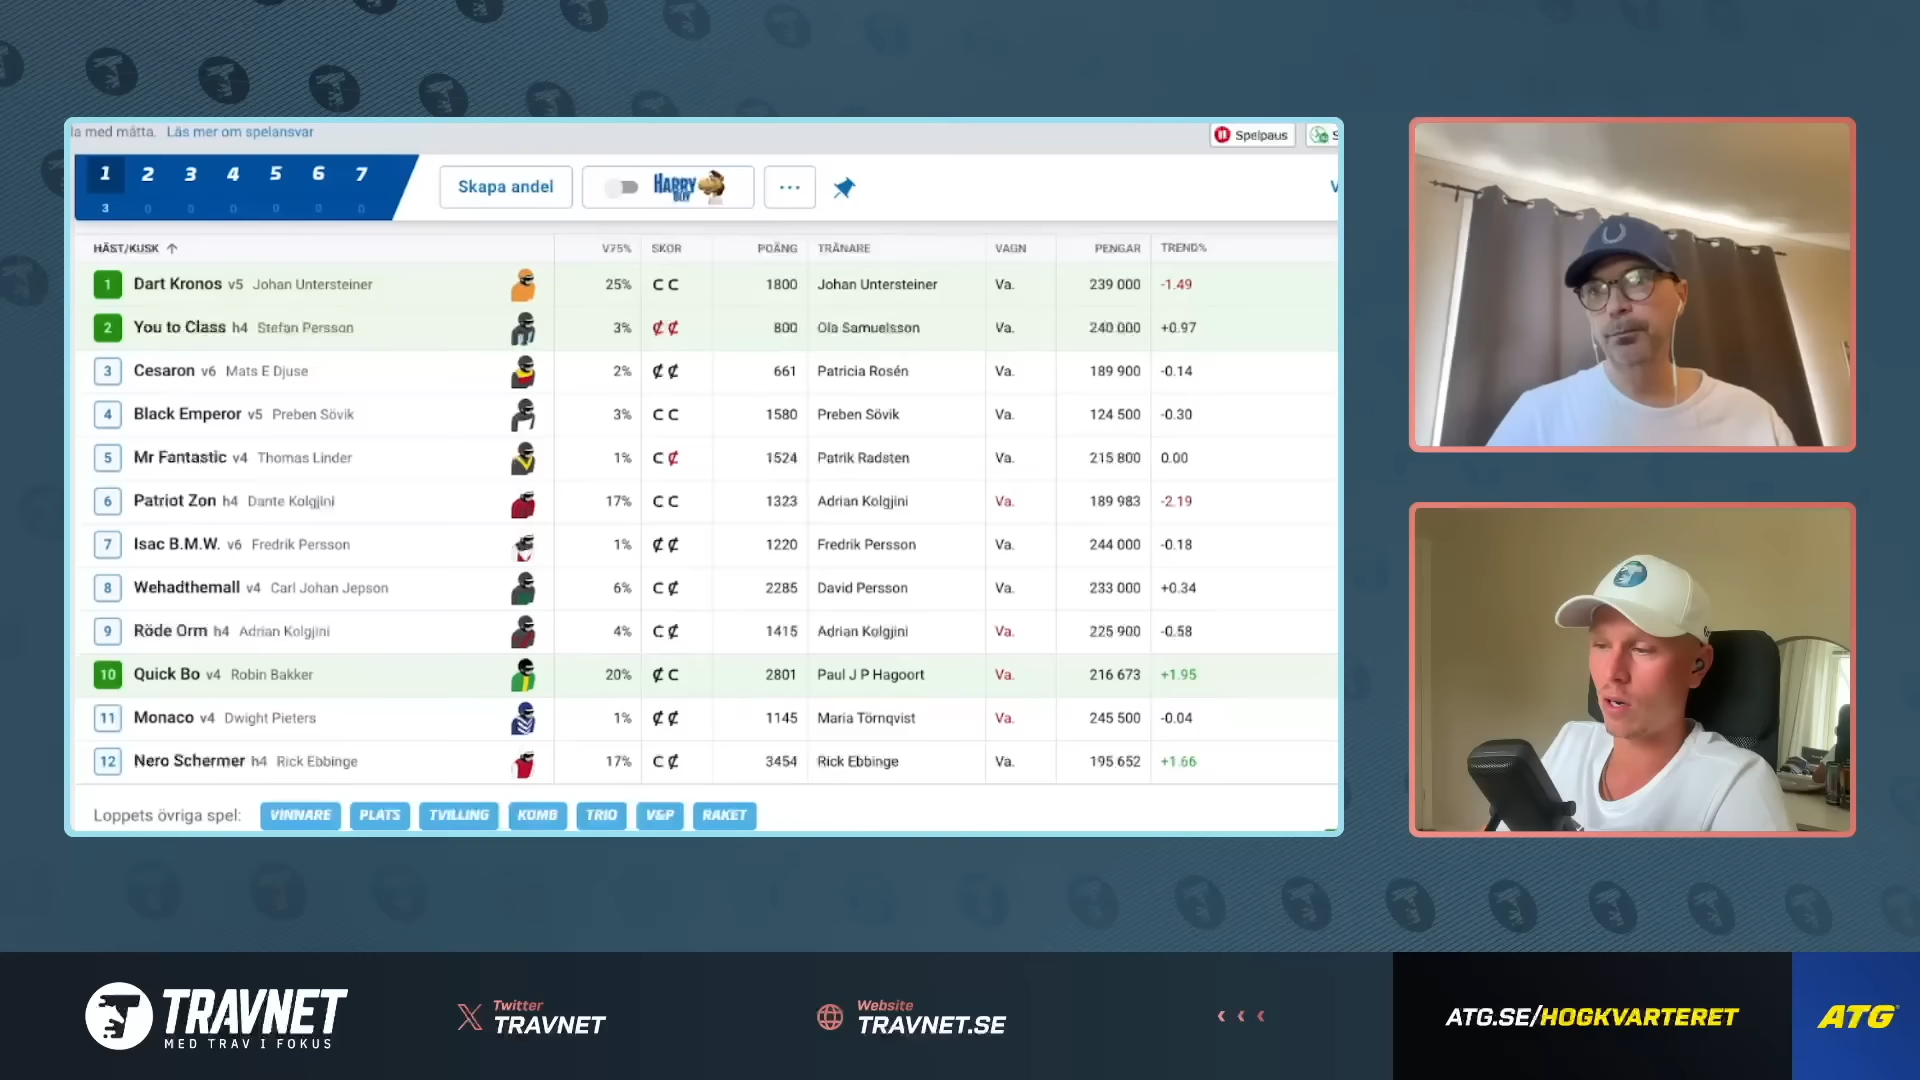 la med måtta. Läs mer om spelansvar
Spelpaus
1 2 3 4 5 6 7
3 0 0 0 0 0 0
Skapa andel
HARRY BOY
...
HÄST/KUSK V75% SKOR POÄNG TRÄNARE VAGN PENGAR TREND%
1 Dart Kronos v5 Johan Untersteiner 25% C C 1800 Johan Untersteiner Va. 239 000 -1.49
2 You to Class h4 Stefan Persson 3% ₵ ₵ 800 Ola Samuelsson Va. 240 000 +0.97
3 Cesaron v6 Mats E Djuse 2% ₵ ₵ 661 Patricia Rosén Va. 189 900 -0.14
4 Black Emperor v5 Preben Sövik 3% C C 1580 Preben Sövik Va. 124 500 -0.30
5 Mr Fantastic v4 Thomas Linder 1% C ₵ 1524 Patrik Radsten Va. 215 800 0.00
6 Patriot Zon h4 Dante Kolgjini 17% C C 1323 Adrian Kolgjini Va. 189 983 -2.19
7 Isac B.M.W. v6 Fredrik Persson 1% ₵ ₵ 1220 Fredrik Persson Va. 244 000 -0.18
8 Wehadthemall v4 Carl Johan Jepson 6% C ₵ 2285 David Persson Va. 233 000 +0.34
9 Röde Orm h4 Adrian Kolgjini 4% C ₵ 1415 Adrian Kolgjini Va. 225 900 -0.58
10 Quick Bo v4 Robin Bakker 20% ₵ C 2801 Paul J P Hagoort Va. 216 673 +1.95
11 Monaco v4 Dwight Pieters 1% ₵ ₵ 1145 Maria Törnqvist Va. 245 500 -0.04
12 Nero Schermer h4 Rick Ebbinge 17% C ₵ 3454 Rick Ebbinge Va. 195 652 +1.66
Loppets övriga spel: VINNARE PLATS TVILLING KOMB TRIO V&P RAKET
TRAVNET
MED TRAV I FOKUS
Twitter
TRAVNET
Website
TRAVNET.SE
ATG.SE/HOGKVARTERET
ATG